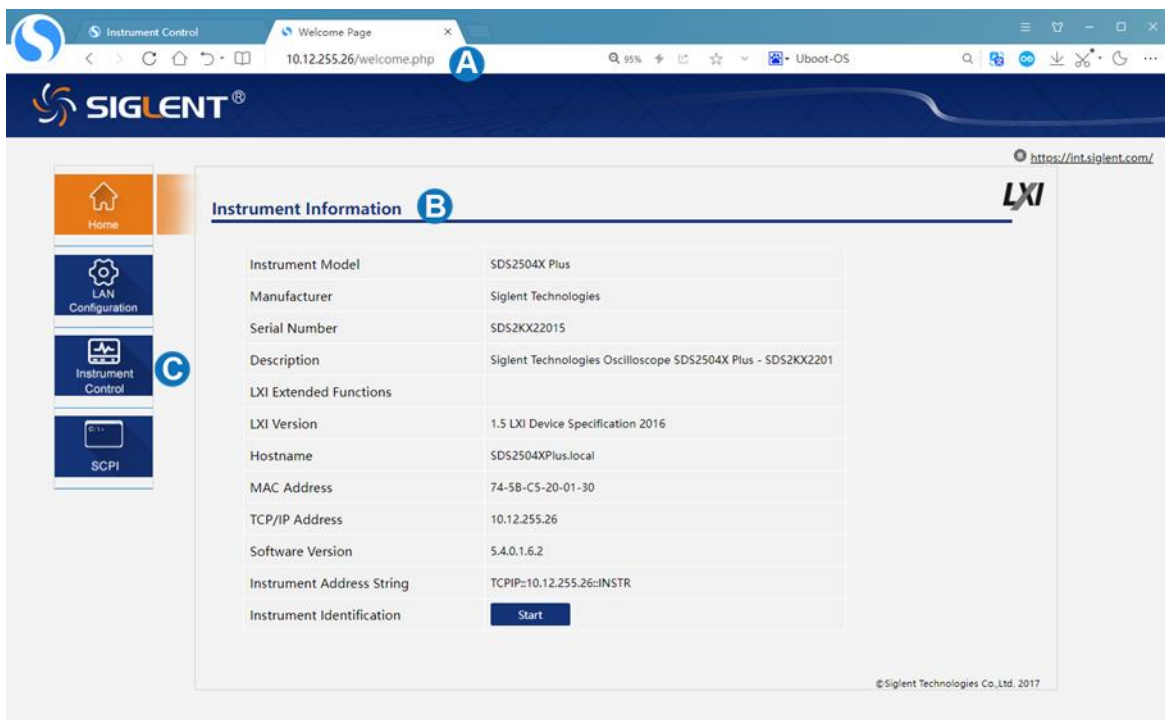 Instrument Control
Welcome Page
10.12.255.26/welcome.php
A
95%
Uboot-OS
SIGLENT®
https://int.siglent.com/
Home
LAN
Configuration
Instrument
Control
C
C:\-
SCPI
Instrument Information
B
LXI
Instrument Model SDS2504X Plus
Manufacturer Siglent Technologies
Serial Number SDS2KX22015
Description Siglent Technologies Oscilloscope SDS2504X Plus - SDS2KX2201
LXI Extended Functions
LXI Version 1.5 LXI Device Specification 2016
Hostname SDS2504XPlus.local
MAC Address 74-5B-C5-20-01-30
TCP/IP Address 10.12.255.26
Software Version 5.4.0.1.6.2
Instrument Address String TCPIP::10.12.255.26::INSTR
Instrument Identification Start
©Siglent Technologies Co.,Ltd. 2017